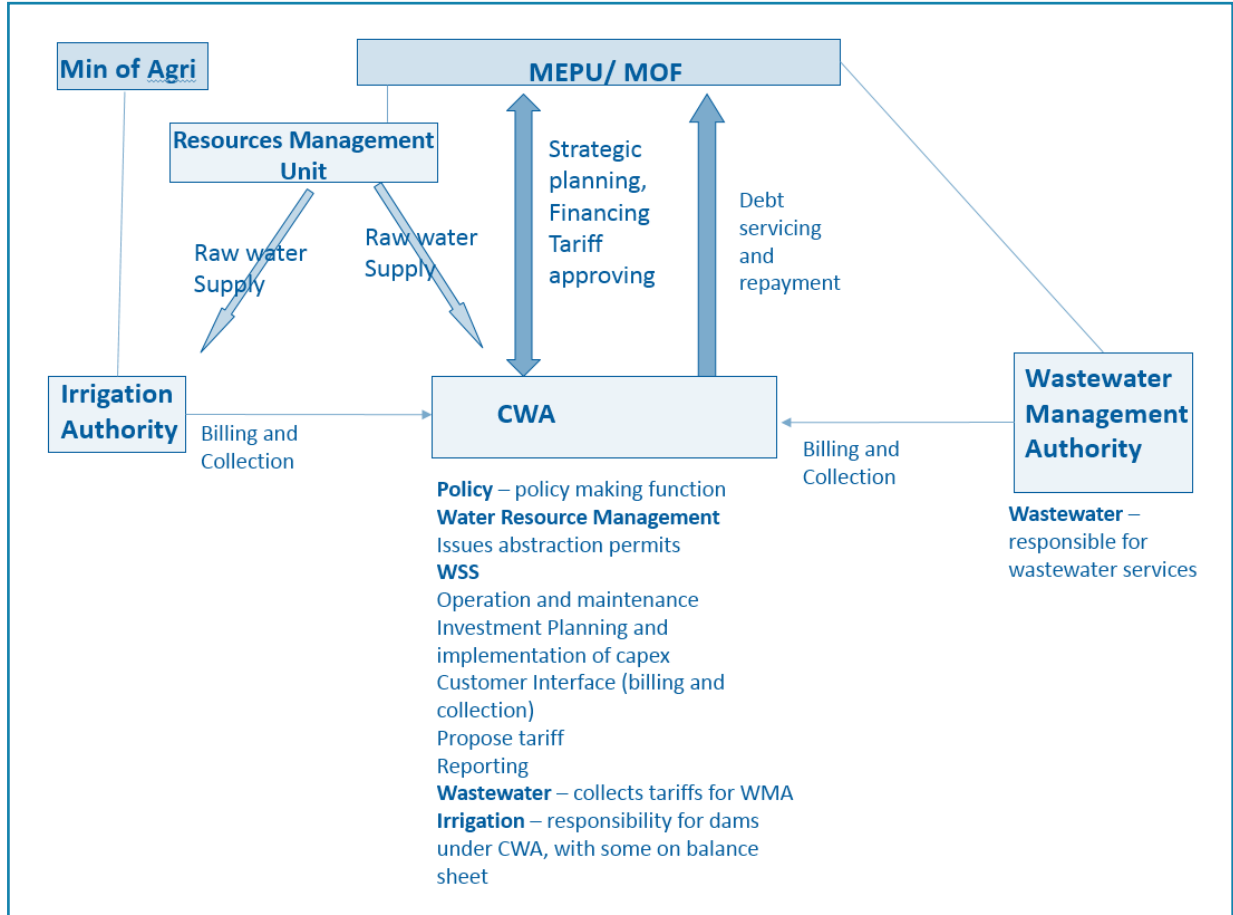 Min of Agri
MEPU/ MOF
Resources Management
Unit
Strategic
planning,
Financing
Tariff
approving
Debt
servicing
and
repayment
Raw water
Supply
Raw water
Supply
Irrigation
Authority
Billing and
Collection
CWA
Billing and
Collection
Wastewater
Management
Authority
Policy – policy making function
Water Resource Management
Issues abstraction permits
WSS
Operation and maintenance
Investment Planning and
implementation of capex
Customer Interface (billing and
collection)
Propose tariff
Reporting
Wastewater – collects tariffs for WMA
Irrigation – responsibility for dams
under CWA, with some on balance
sheet
Wastewater –
responsible for
wastewater services